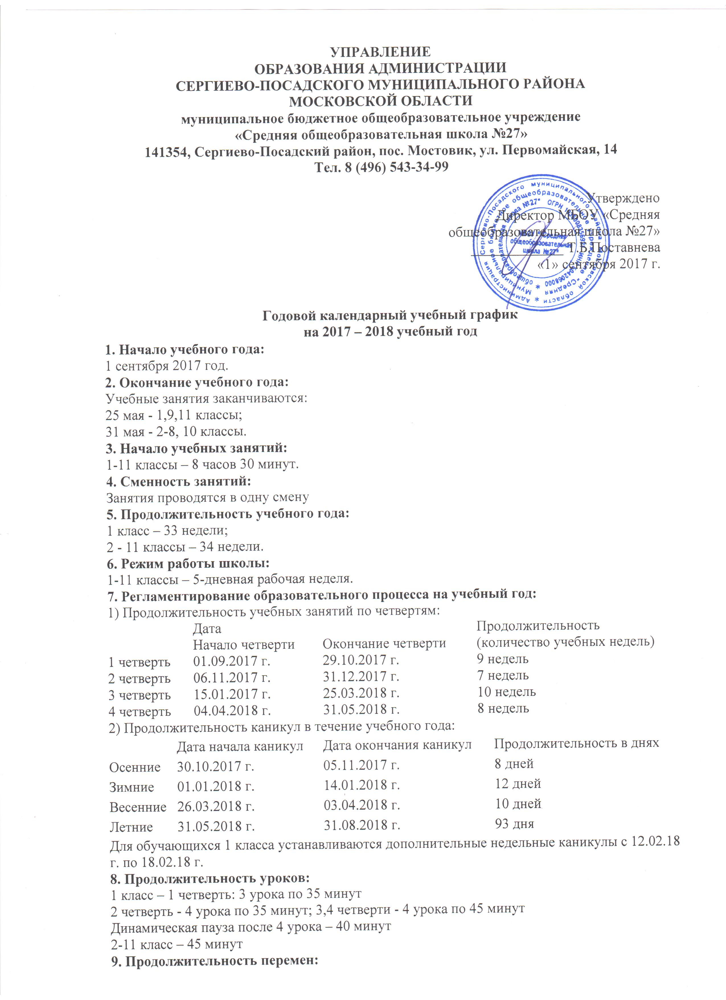 УПРАВЛЕНИЕ
ОБРАЗОВАНИЯ АДМИНИСТРАЦИИ
СЕРГИЕВО-ПОСАДСКОГО МУНИЦИПАЛЬНОГО РАЙОНА
МОСКОВСКОЙ ОБЛАСТИ
муниципальное бюджетное общеобразовательное учреждение
«Средняя общеобразовательная школа №27»
141354, Сергиево-Посадский район, пос. Мостовик, ул. Первомайская, 14
Тел. 8 (496) 543-34-99
Утверждено
Директор МБОУ «Средняя
общеобразовательная школа №27»
______________ Т.Б.Поставнева
«1» сентября 2017 г.
Администрация Сергиево-Посадского муниципального района Московской области
Муниципальное бюджетное общеобразовательное учреждение "Средняя
общеобразовательная школа №27" ОГРН ИНН 5042068000
"Средняя
общеобразовательная
школа №27"
Годовой календарный учебный график
на 2017 – 2018 учебный год
1. Начало учебного года:
1 сентября 2017 год.
2. Окончание учебного года:
Учебные занятия заканчиваются:
25 мая - 1,9,11 классы;
31 мая - 2-8, 10 классы.
3. Начало учебных занятий:
1-11 классы – 8 часов 30 минут.
4. Сменность занятий:
Занятия проводятся в одну смену
5. Продолжительность учебного года:
1 класс – 33 недели;
2 - 11 классы – 34 недели.
6. Режим работы школы:
1-11 классы – 5-дневная рабочая неделя.
7. Регламентирование образовательного процесса на учебный год:
1) Продолжительность учебных занятий по четвертям:
Дата Продолжительность
Начало четверти Окончание четверти (количество учебных недель)
1 четверть 01.09.2017 г. 29.10.2017 г. 9 недель
2 четверть 06.11.2017 г. 31.12.2017 г. 7 недель
3 четверть 15.01.2017 г. 25.03.2018 г. 10 недель
4 четверть 04.04.2018 г. 31.05.2018 г. 8 недель
2) Продолжительность каникул в течение учебного года:
Дата начала каникул Дата окончания каникул Продолжительность в днях
Осенние 30.10.2017 г. 05.11.2017 г. 8 дней
Зимние 01.01.2018 г. 14.01.2018 г. 12 дней
Весенние 26.03.2018 г. 03.04.2018 г. 10 дней
Летние 31.05.2018 г. 31.08.2018 г. 93 дня
Для обучающихся 1 класса устанавливаются дополнительные недельные каникулы с 12.02.18
г. по 18.02.18 г.
8. Продолжительность уроков:
1 класс – 1 четверть: 3 урока по 35 минут
2 четверть - 4 урока по 35 минут; 3,4 четверти - 4 урока по 45 минут
Динамическая пауза после 4 урока – 40 минут
2-11 класс – 45 минут
9. Продолжительность перемен: